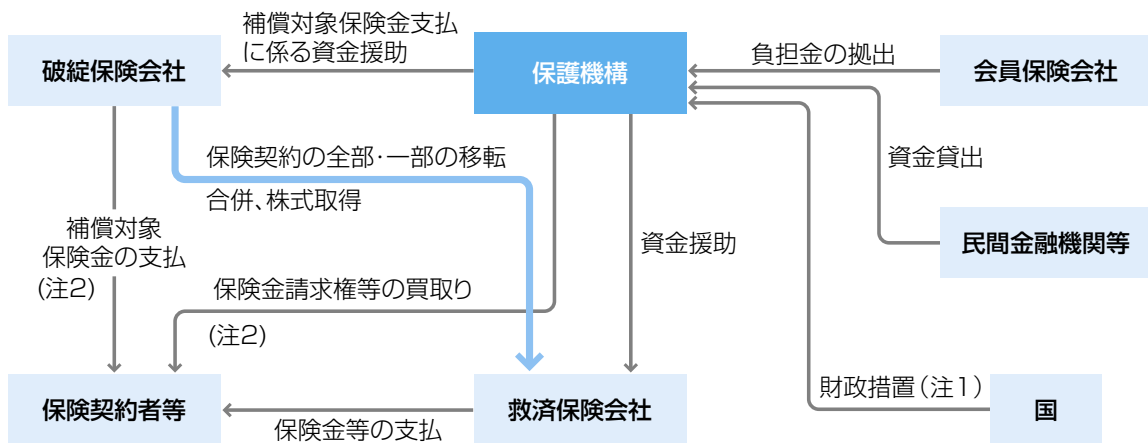 補償対象保険金支払
に係る資金援助
破綻保険会社
保護機構
負担金の拠出
会員保険会社
保険契約の全部・一部の移転
合併、株式取得
資金貸出
補償対象
保険金の支払
(注2)
資金援助
民間金融機関等
保険金請求権等の買取り
(注2)
財政措置(注1)
保険契約者等
保険金等の支払
救済保険会社
国